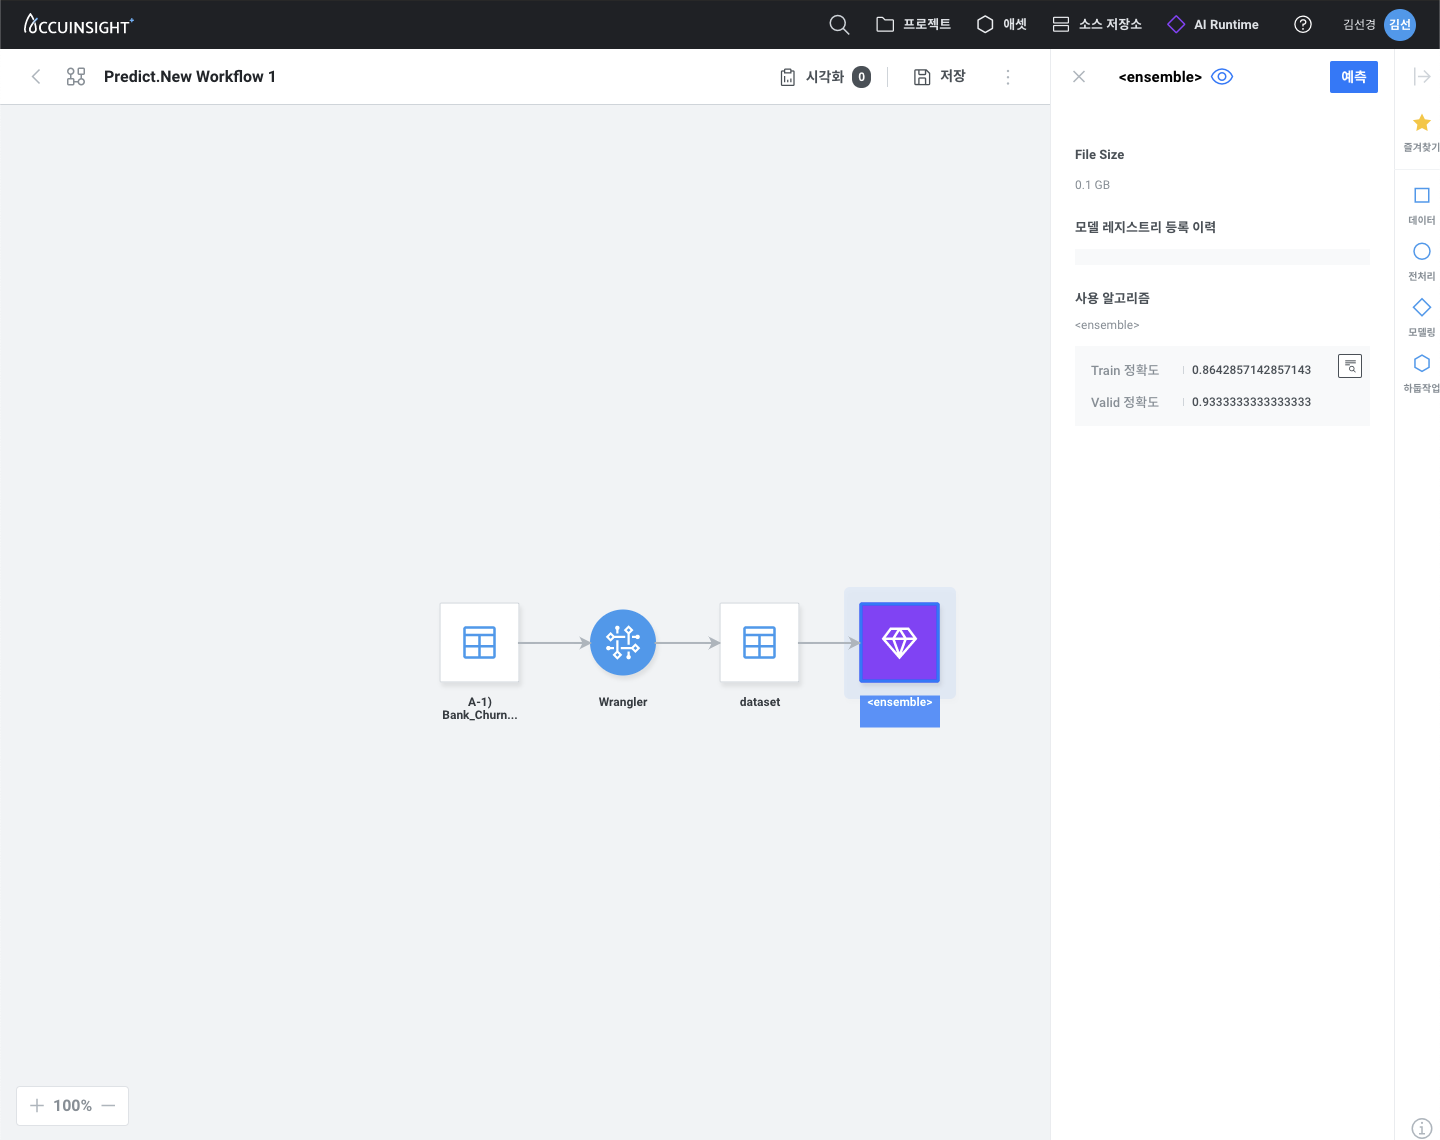 ACCUINSIGHT+
프로젝트
애셋
소스 저장소
AI Runtime
김선경
김선
Predict.New Workflow 1
시각화 0
저장
<ensemble>
예측
즐겨찾기
File Size
0.1 GB
모델 레지스트리 등록 이력
사용 알고리즘
<ensemble>
Train 정확도 0.8642857142857143
Valid 정확도 0.9333333333333333
데이터
전처리
모델링
하둡작업
A-1)
Bank_Churn...
Wrangler
dataset
<ensemble>
100%